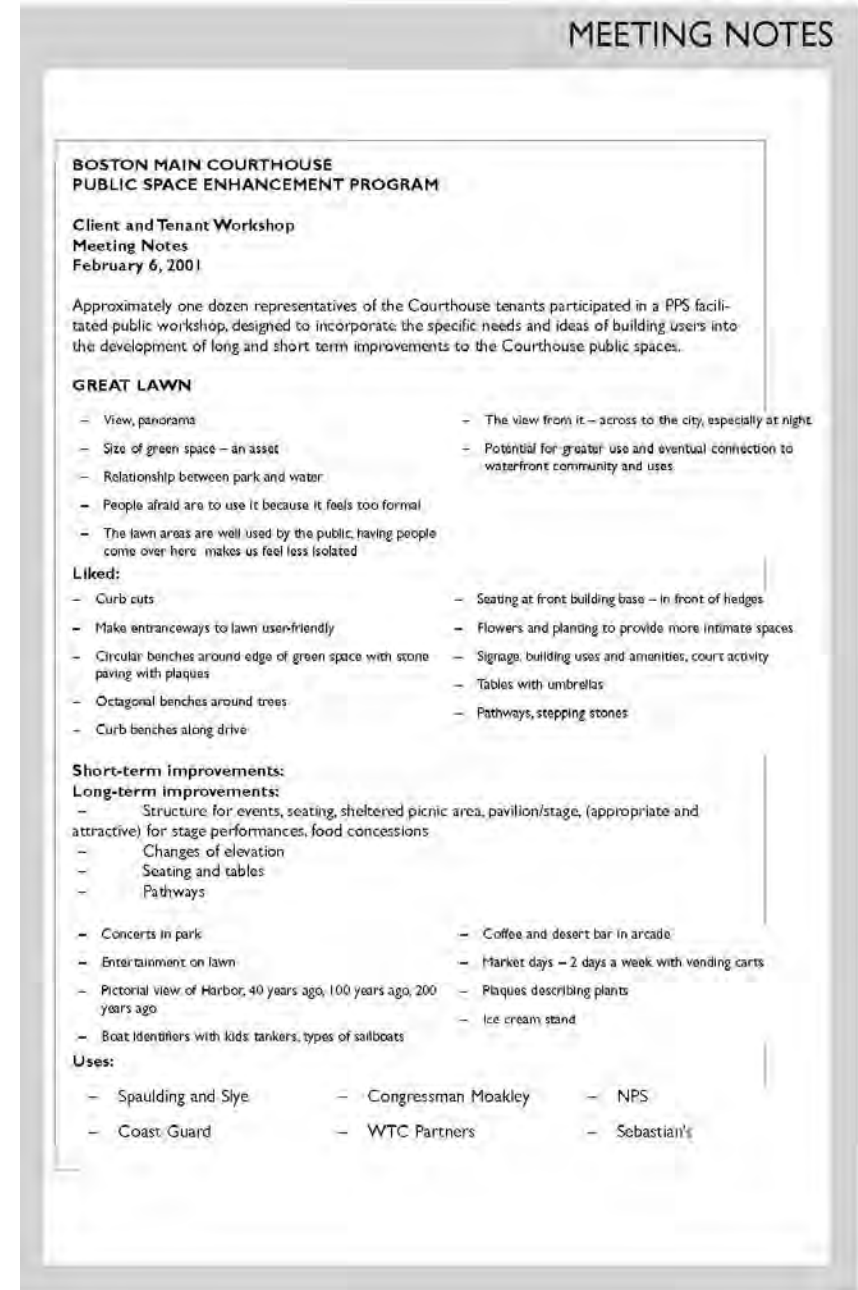 MEETING NOTES
BOSTON MAIN COURTHOUSE
PUBLIC SPACE ENHANCEMENT PROGRAM
Client and Tenant Workshop
Meeting Notes
February 6, 2001
Approximately one dozen representatives of the Courthouse tenants participated in a PPS facili-
tated public workshop, designed to incorporate the specific needs and ideas of building users into
the development of long and short term improvements to the Courthouse public spaces.
GREAT LAWN
– View, panorama
– Size of green space – an asset
– Relationship between park and water
– People afraid are to use it because it feels too formal
– The lawn areas are well used by the public, having people
come over here makes us feel less isolated
– The view from it – across to the city, especially at night
– Potential for greater use and eventual connection to
waterfront community and uses
Liked:
– Curb cuts
– Make entranceways to lawn user-friendly
– Circular benches around edge of green space with stone
paving with plaques
– Octagonal benches around trees
– Curb benches along drive
– Seating at front building base – in front of hedges
– Flowers and planting to provide more intimate spaces
– Signage, building uses and amenities, court activity
– Tables with umbrellas
– Pathways, stepping stones
Short-term improvements:
Long-term improvements:
– Structure for events, seating, sheltered picnic area, pavilion/stage, (appropriate and
attractive) for stage performances, food concessions
– Changes of elevation
– Seating and tables
– Pathways
– Concerts in park
– Entertainment on lawn
– Pictorial view of Harbor, 40 years ago, 100 years ago, 200
years ago
– Boat identifiers with kids tankers, types of sailboats
– Coffee and desert bar in arcade
– Market days – 2 days a week with vending carts
– Plaques describing plants
– Ice cream stand
Uses:
– Spaulding and Slye
– Coast Guard
– Congressman Moakley
– WTC Partners
– NPS
– Sebastian's